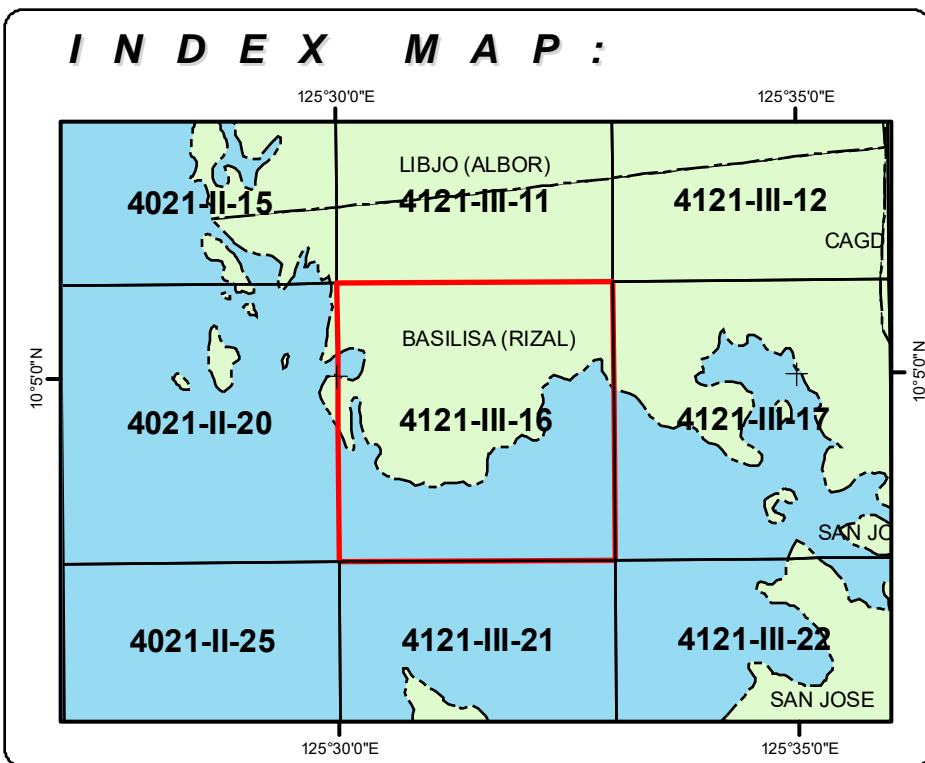 INDEX MAP:
125°30'0"E 125°35'0"E
LIBJO (ALBOR)
4021-II-15 4121-III-11 4121-III-12
CAGD
BASILISA (RIZAL)
10°5'0"N 10°5'0"N
4021-II-20 4121-III-16 4121-III-17
SAN JO
4021-II-25 4121-III-21 4121-III-22
SAN JOSE
125°30'0"E 125°35'0"E